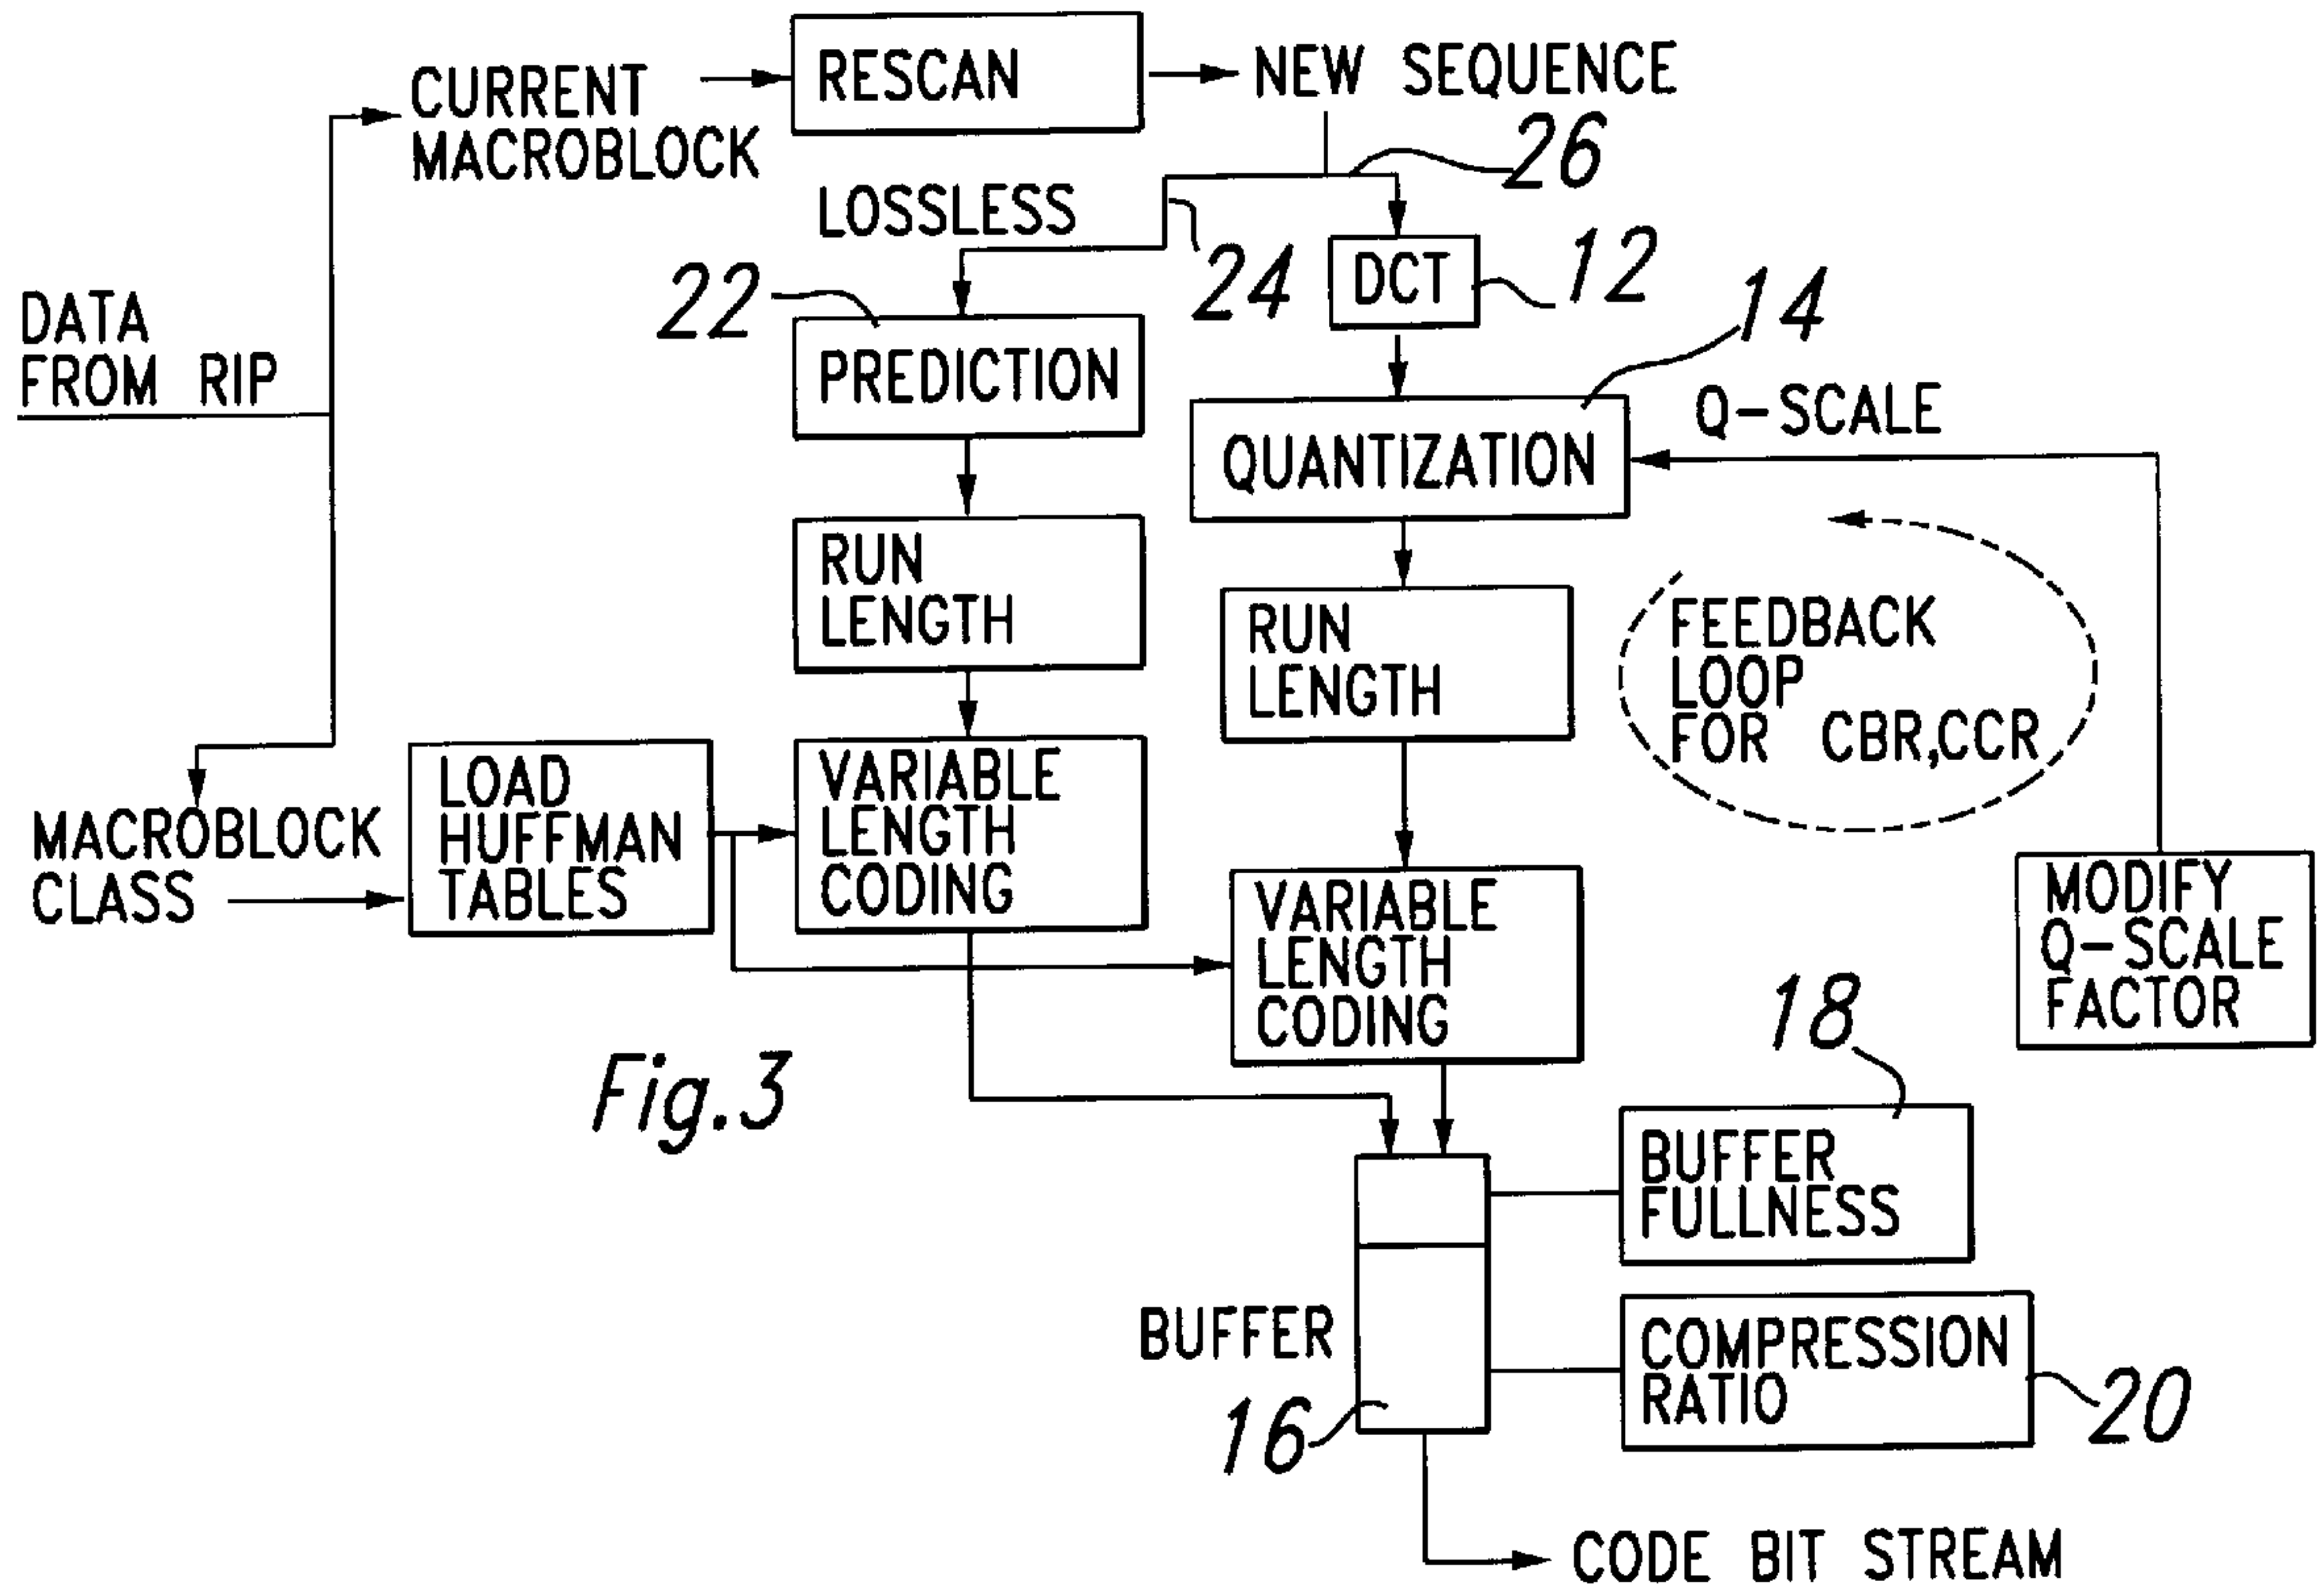 RESCAN
NEW SEQUENCE
CURRENT
MACROBLOCK
26
LOSSLESS
24
DCT
12
22
14
DATA
FROM RIP
PREDICTION
Q-SCALE
QUANTIZATION
RUN
LENGTH
RUN
LENGTH
FEEDBACK
LOOP
FOR CBR,CCR
MACROBLOCK
CLASS
LOAD
HUFFMAN
TABLES
VARIABLE
LENGTH
CODING
VARIABLE
LENGTH
CODING
MODIFY
Q-SCALE
FACTOR
18
Fig.3
BUFFER
FULLNESS
BUFFER
16
COMPRESSION
RATIO
20
CODE BIT STREAM